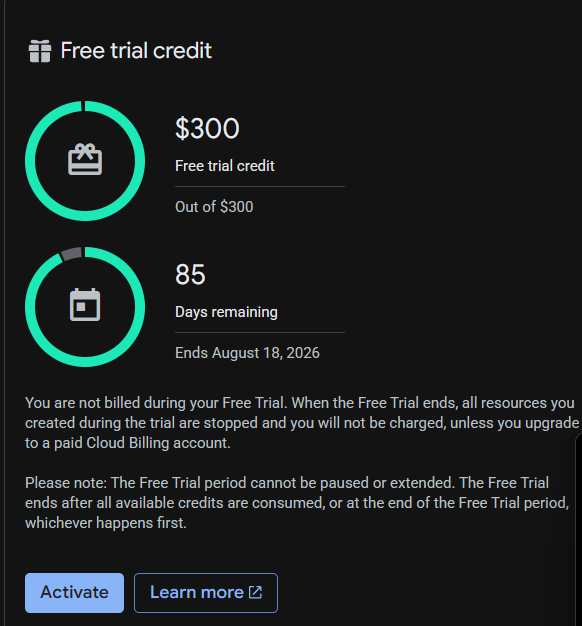 Free trial credit
$300
Free trial credit
Out of $300
85
Days remaining
Ends August 18, 2026
You are not billed during your Free Trial. When the Free Trial ends, all resources you
created during the trial are stopped and you will not be charged, unless you upgrade
to a paid Cloud Billing account.
Please note: The Free Trial period cannot be paused or extended. The Free Trial
ends after all available credits are consumed, or at the end of the Free Trial period,
whichever happens first.
Activate
Learn more